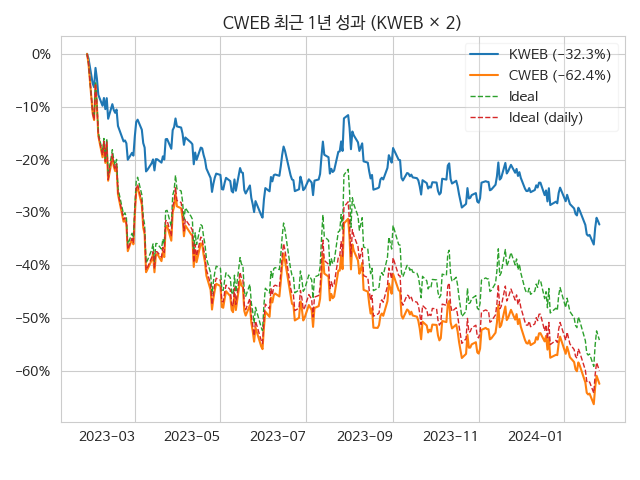 CWEB 최근 1년 성과 (KWEB × 2)
KWEB (−32.3%)
CWEB (−62.4%)
Ideal
Ideal (daily)
0%
−10%
−20%
−30%
−40%
−50%
−60%
2023−03 2023−05 2023−07 2023−09 2023−11 2024−01